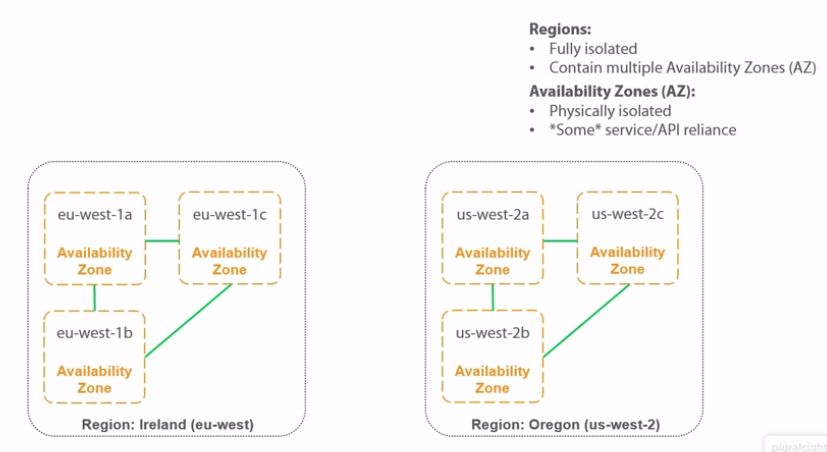 Regions:
• Fully isolated
• Contain multiple Availability Zones (AZ)
Availability Zones (AZ):
• Physically isolated
• *Some* service/API reliance
eu-west-1a
Availability
Zone
eu-west-1c
Availability
Zone
eu-west-1b
Availability
Zone
Region: Ireland (eu-west)
us-west-2a
Availability
Zone
us-west-2c
Availability
Zone
us-west-2b
Availability
Zone
Region: Oregon (us-west-2)
pluralsight